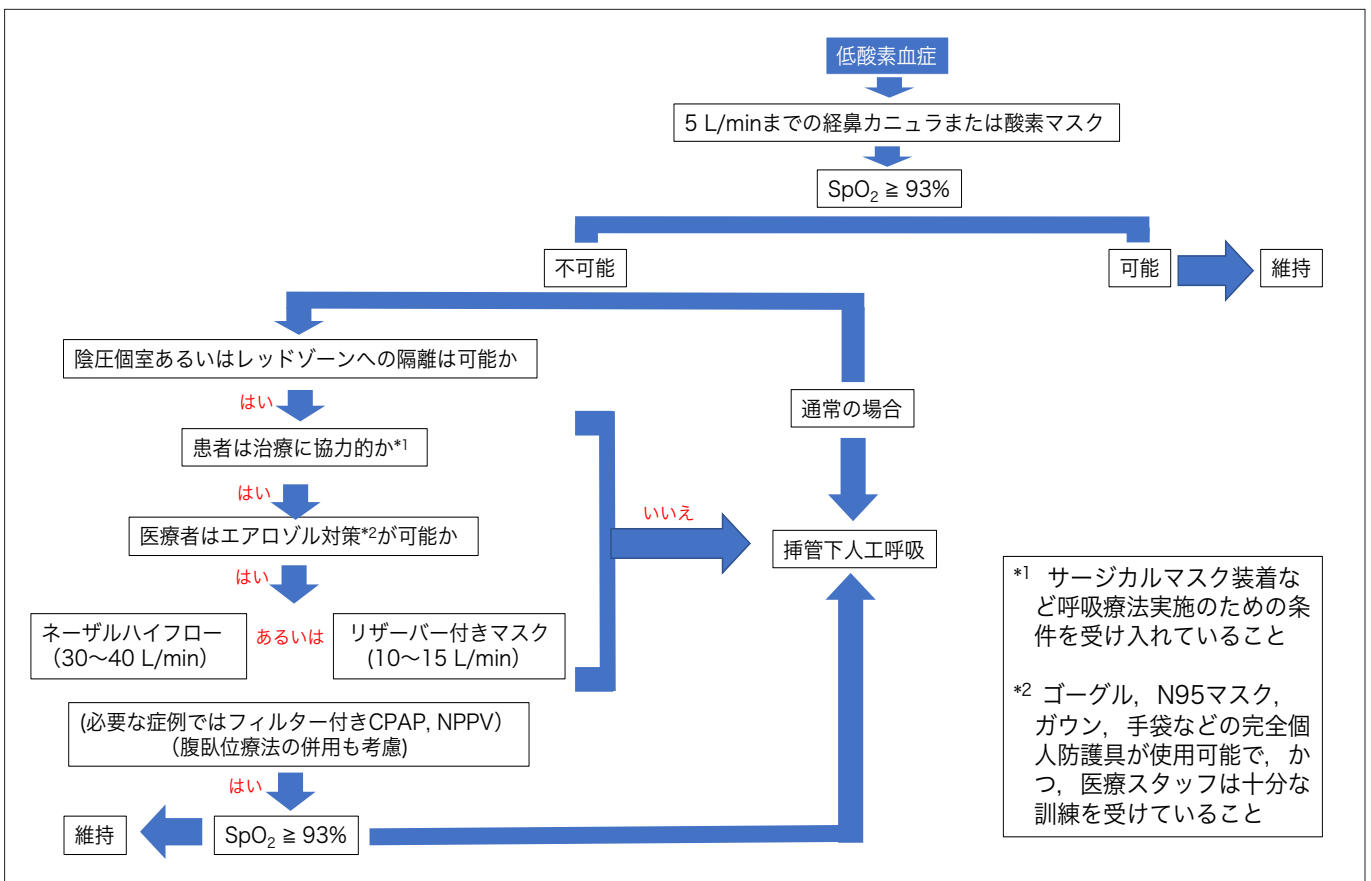 低酸素血症
5 L/minまでの経鼻カニュラまたは酸素マスク
SpO₂ ≧ 93%
不可能
可能
維持
陰圧個室あるいはレッドゾーンへの隔離は可能か
はい
通常の場合
患者は治療に協力的か*1
はい
いいえ
医療者はエアロゾル対策*2が可能か
挿管下人工呼吸
はい
ネーザルハイフロー
（30〜40 L/min）
あるいは
リザーバー付きマスク
(10〜15 L/min）
(必要な症例ではフィルター付きCPAP, NPPV）
（腹臥位療法の併用も考慮)
はい
維持
SpO₂ ≧ 93%
*1 サージカルマスク装着な
ど呼吸療法実施のための条
件を受け入れていること
*2 ゴーグル，N95マスク，
ガウン，手袋などの完全個
人防護具が使用可能で，か
つ，医療スタッフは十分な
訓練を受けていること